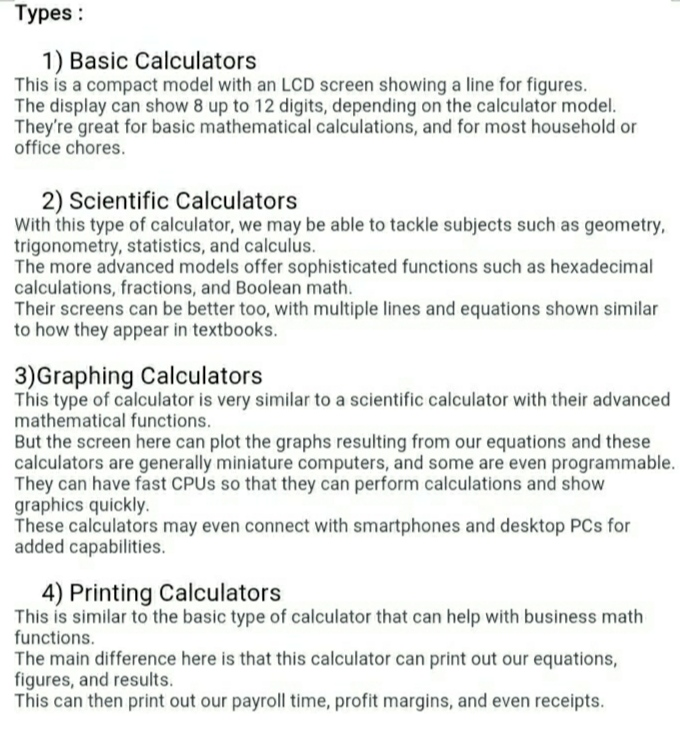 Types :
1) Basic Calculators
This is a compact model with an LCD screen showing a line for figures.
The display can show 8 up to 12 digits, depending on the calculator model.
They're great for basic mathematical calculations, and for most household or
office chores.
2) Scientific Calculators
With this type of calculator, we may be able to tackle subjects such as geometry,
trigonometry, statistics, and calculus.
The more advanced models offer sophisticated functions such as hexadecimal
calculations, fractions, and Boolean math.
Their screens can be better too, with multiple lines and equations shown similar
to how they appear in textbooks.
3)Graphing Calculators
This type of calculator is very similar to a scientific calculator with their advanced
mathematical functions.
But the screen here can plot the graphs resulting from our equations and these
calculators are generally miniature computers, and some are even programmable.
They can have fast CPUs so that they can perform calculations and show
graphics quickly.
These calculators may even connect with smartphones and desktop PCs for
added capabilities.
4) Printing Calculators
This is similar to the basic type of calculator that can help with business math
functions.
The main difference here is that this calculator can print out our equations,
figures, and results.
This can then print out our payroll time, profit margins, and even receipts.